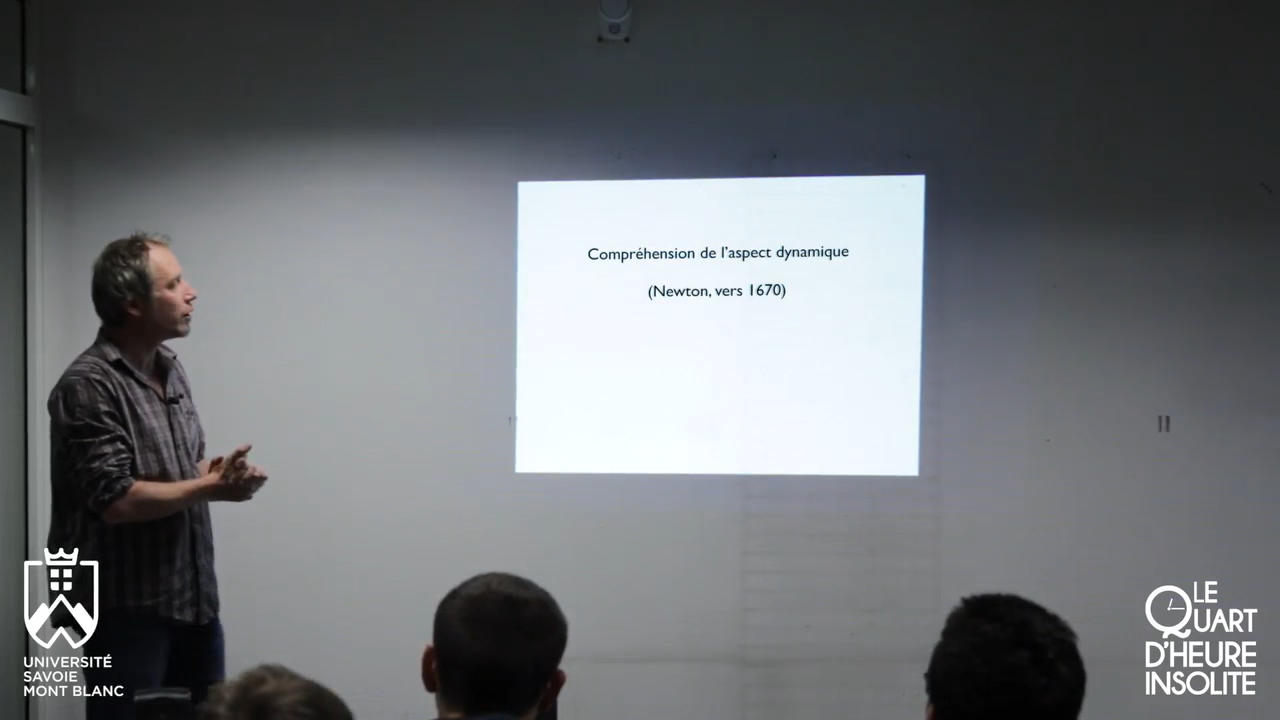 Compréhension de l'aspect dynamique
(Newton, vers 1670)
UNIVERSITÉ
SAVOIE
MONT BLANC
LE
QUART
D'HEURE
INSOLITE